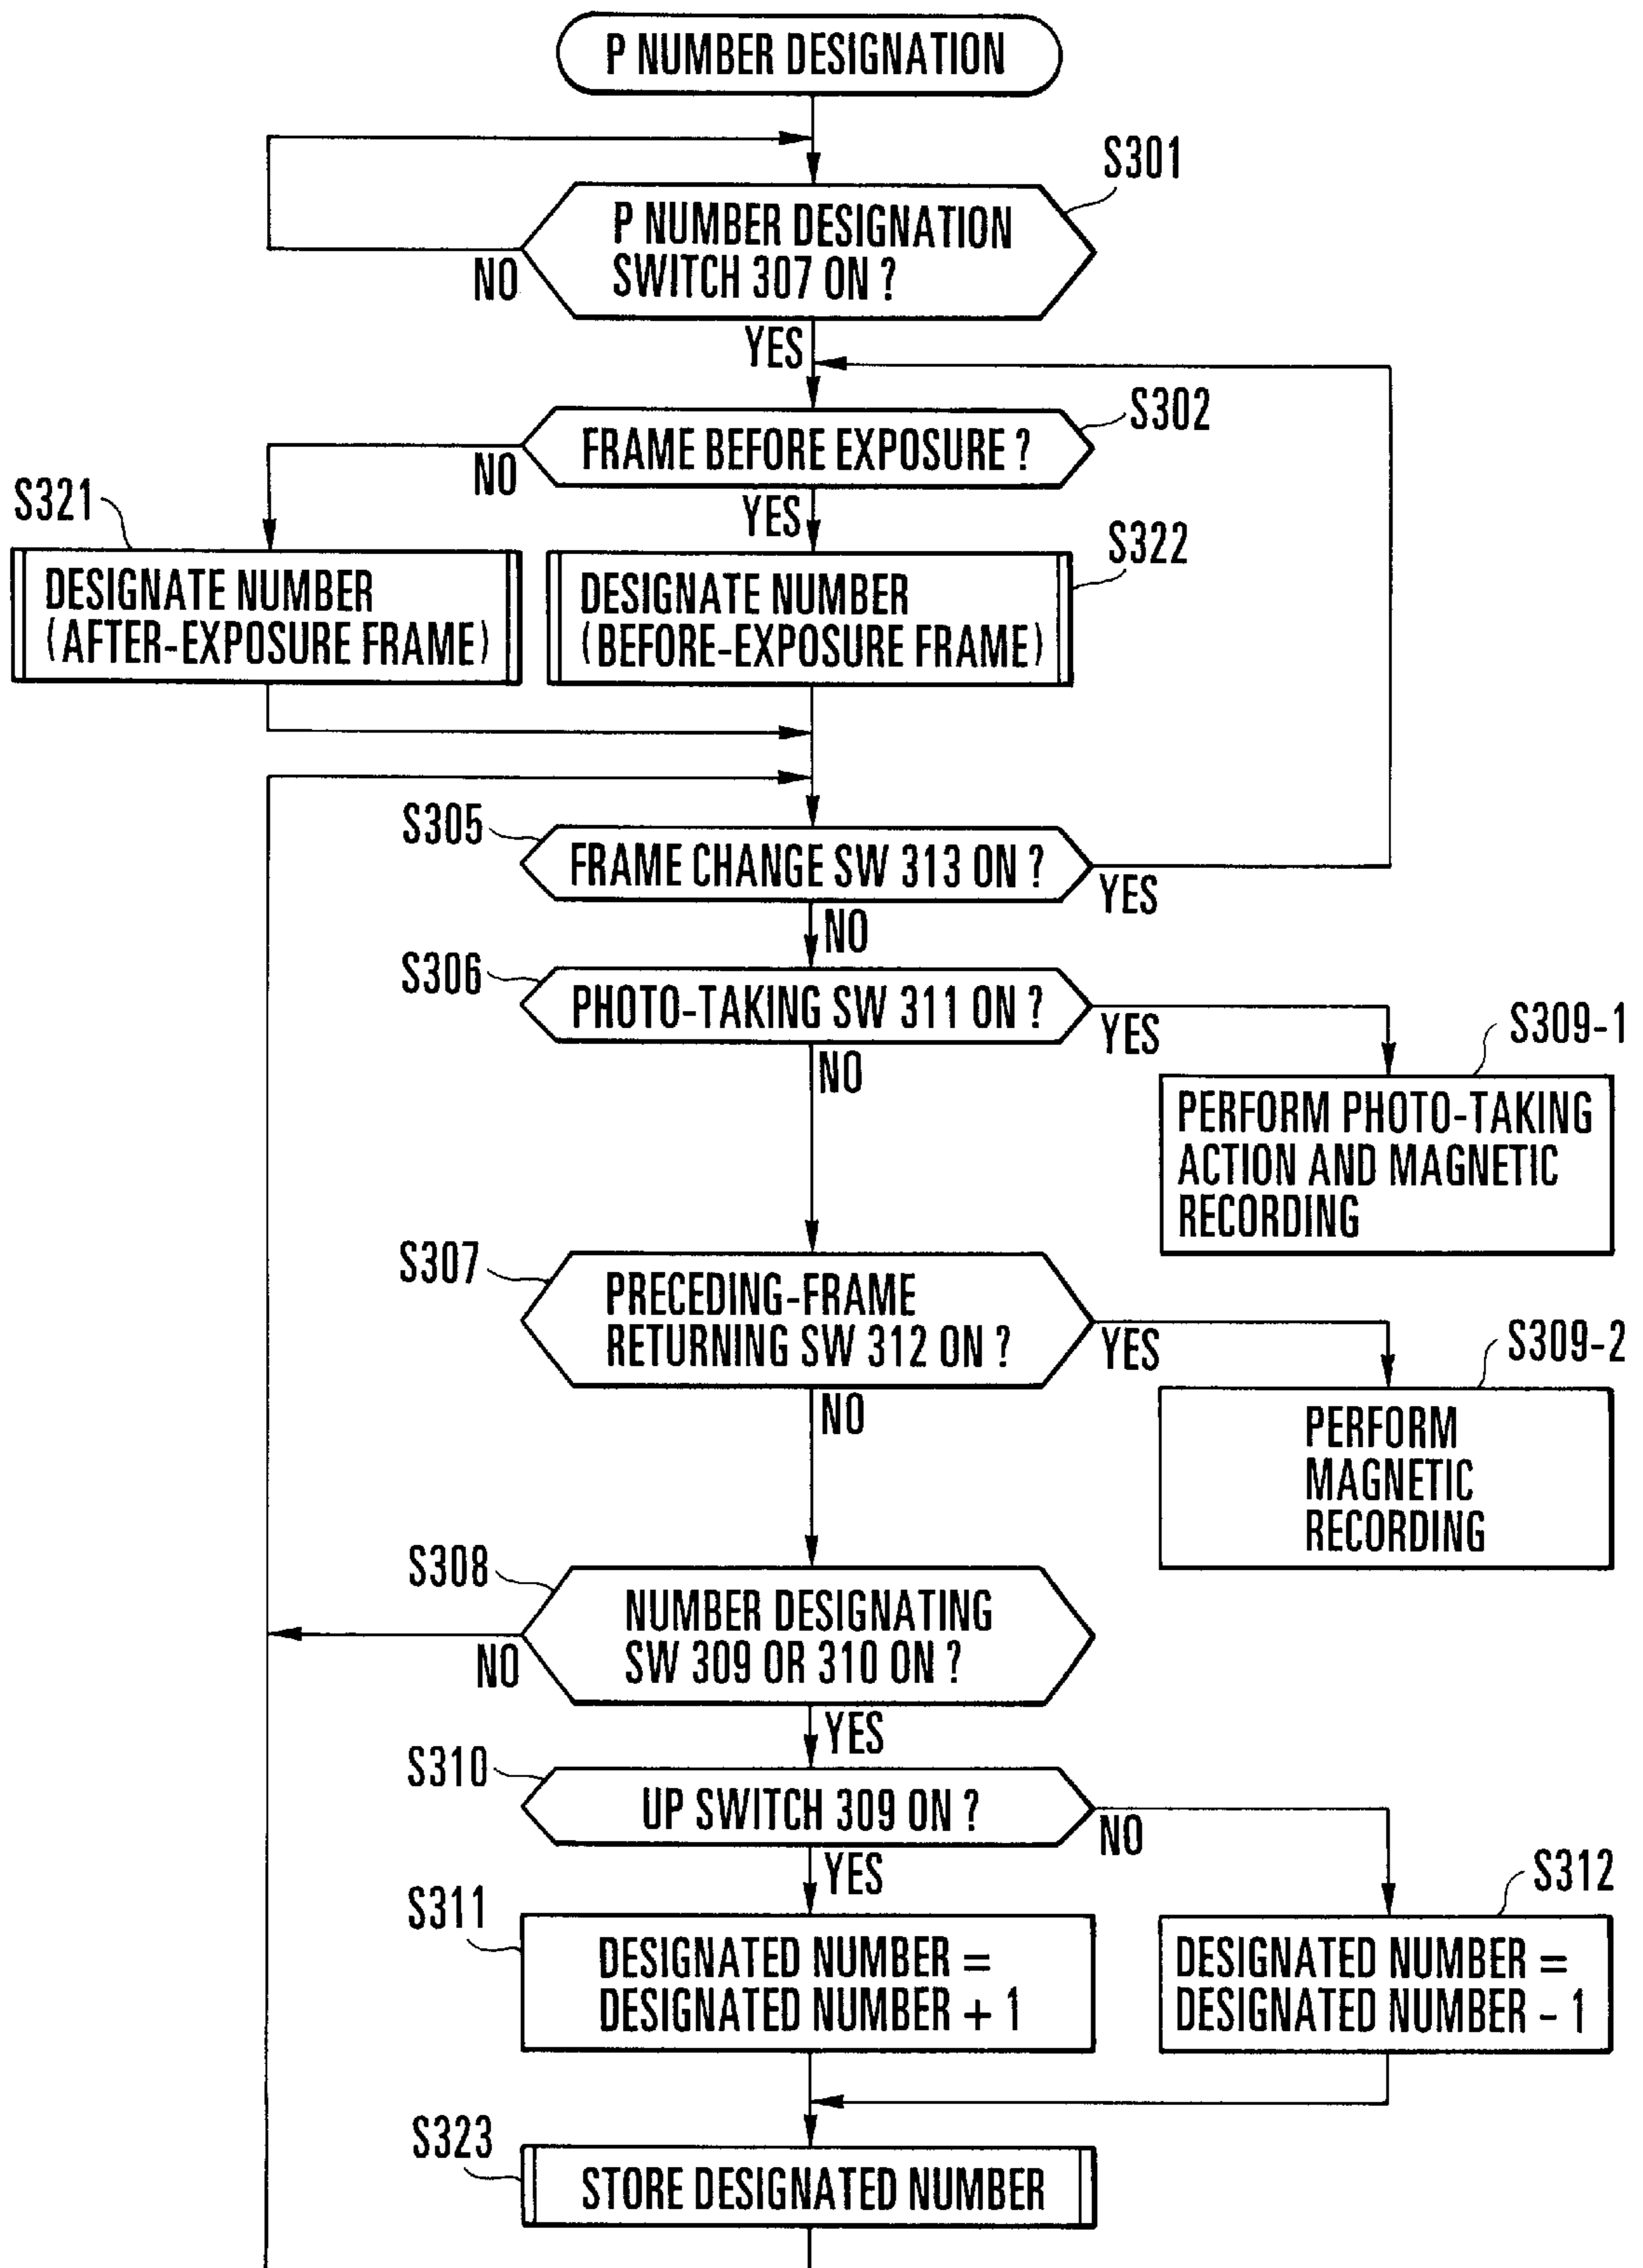 P NUMBER DESIGNATION
S301
P NUMBER DESIGNATION
SWITCH 307 ON ?
NO
YES
S302
FRAME BEFORE EXPOSURE ?
NO
YES
S321
DESIGNATE NUMBER
(AFTER-EXPOSURE FRAME)
S322
DESIGNATE NUMBER
(BEFORE-EXPOSURE FRAME)
S305
FRAME CHANGE SW 313 ON ?
YES
NO
S306
PHOTO-TAKING SW 311 ON ?
YES
NO
S309-1
PERFORM PHOTO-TAKING
ACTION AND MAGNETIC
RECORDING
S307
PRECEDING-FRAME
RETURNING SW 312 ON ?
YES
NO
S309-2
PERFORM
MAGNETIC
RECORDING
S308
NUMBER DESIGNATING
SW 309 OR 310 ON ?
NO
YES
S310
UP SWITCH 309 ON ?
NO
YES
S311
DESIGNATED NUMBER =
DESIGNATED NUMBER + 1
S312
DESIGNATED NUMBER =
DESIGNATED NUMBER - 1
S323
STORE DESIGNATED NUMBER